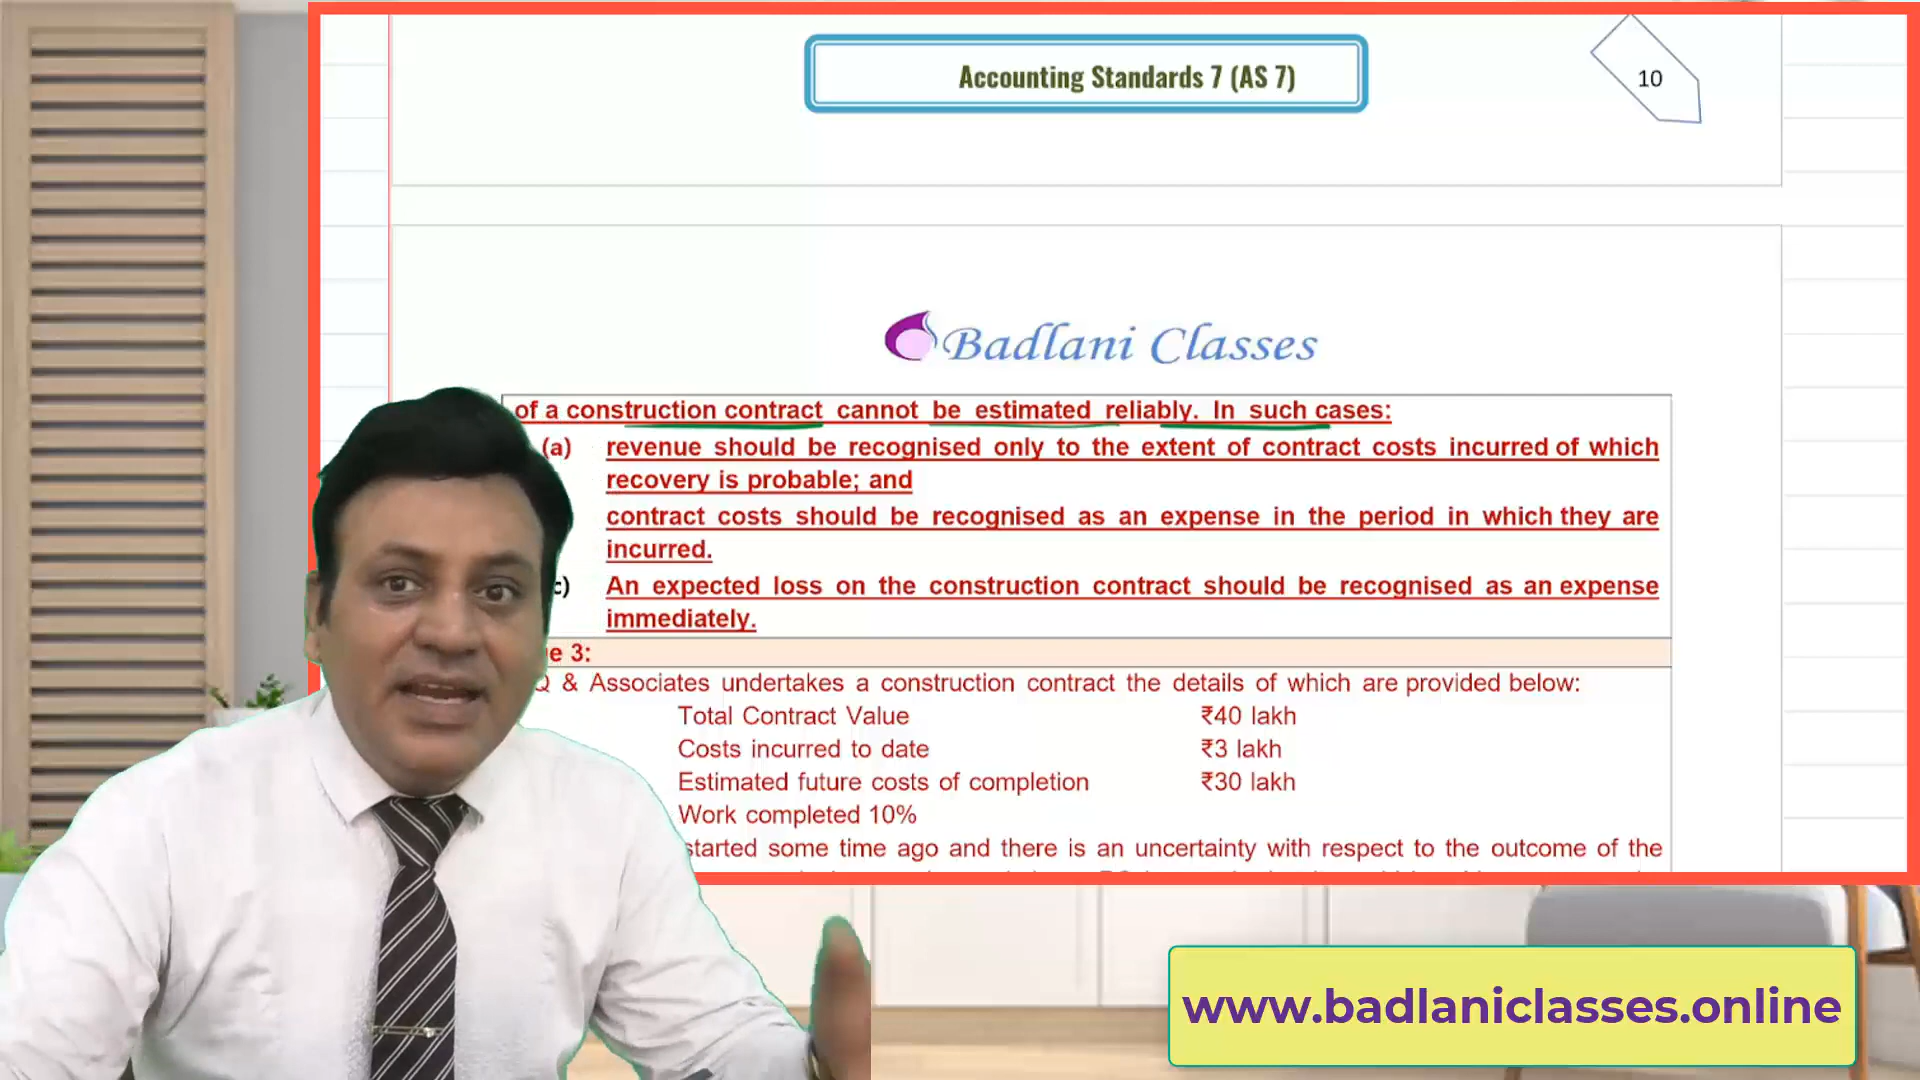 Accounting Standards 7 (AS 7)
10
Badlani Classes
of a construction contract cannot be estimated reliably. In such cases:
(a) revenue should be recognised only to the extent of contract costs incurred of which
recovery is probable; and
contract costs should be recognised as an expense in the period in which they are
incurred.
c) An expected loss on the construction contract should be recognised as an expense
immediately.
e 3:
Q & Associates undertakes a construction contract the details of which are provided below:
Total Contract Value ₹40 lakh
Costs incurred to date ₹3 lakh
Estimated future costs of completion ₹30 lakh
Work completed 10%
started some time ago and there is an uncertainty with respect to the outcome of the
www.badlaniclasses.online